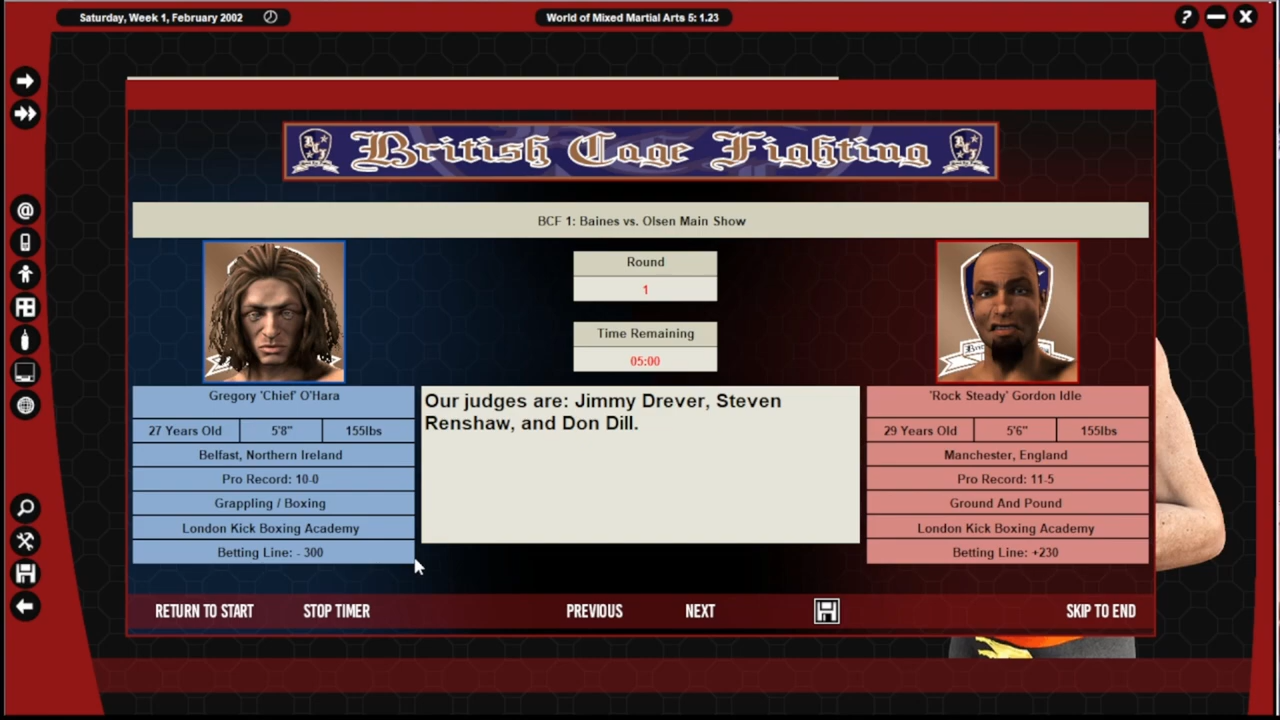 Saturday, Week 1, February 2002
World of Mixed Martial Arts 5: 1.23
?
British Cage Fighting
BCF 1: Baines vs. Olsen Main Show
Round
1
Time Remaining
05:00
Gregory 'Chief' O'Hara
27 Years Old 5'8" 155lbs
Belfast, Northern Ireland
Pro Record: 10-0
Grappling / Boxing
London Kick Boxing Academy
Betting Line: - 300
Our judges are: Jimmy Drever, Steven
Renshaw, and Don Dill.
'Rock Steady' Gordon Idle
29 Years Old 5'6" 155lbs
Manchester, England
Pro Record: 11-5
Ground And Pound
London Kick Boxing Academy
Betting Line: +230
RETURN TO START STOP TIMER PREVIOUS NEXT SKIP TO END